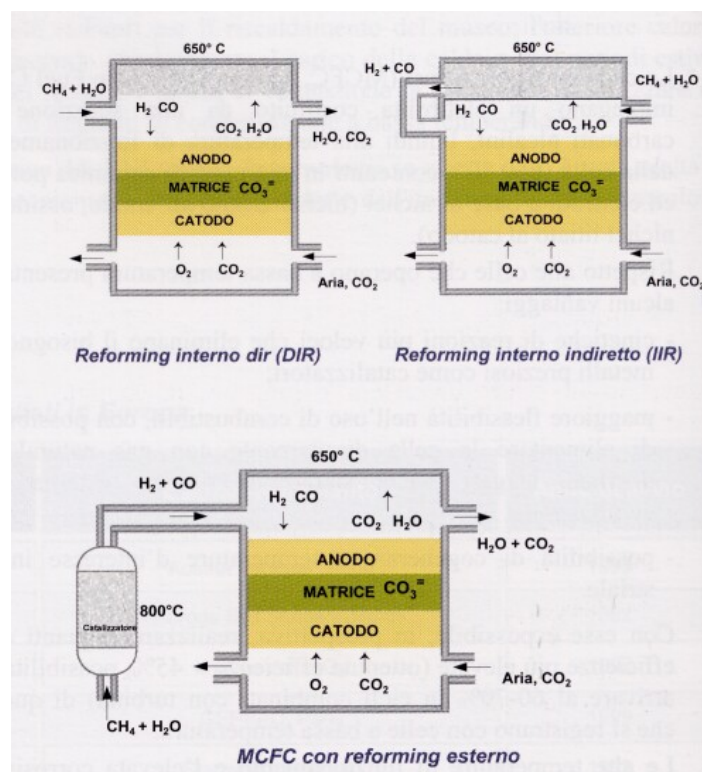 650° C
CH4 + H2O
H2 CO
CO2 H2O
H2O, CO2
ANODO
MATRICE CO3=
CATODO
O2 CO2
Aria, CO2
Reforming interno dir (DIR)
650° C
H2 + CO
CH4 + H2O
H2 CO
CO2 H2O
ANODO
MATRICE CO3=
CATODO
O2 CO2
Aria, CO2
Reforming interno indiretto (IIR)
650° C
H2 + CO
H2 CO
CO2 H2O
H2O + CO2
ANODO
MATRICE CO3=
CATODO
800°C
Catalizzatore
O2 CO2
Aria, CO2
CH4 + H2O
MCFC con reforming esterno